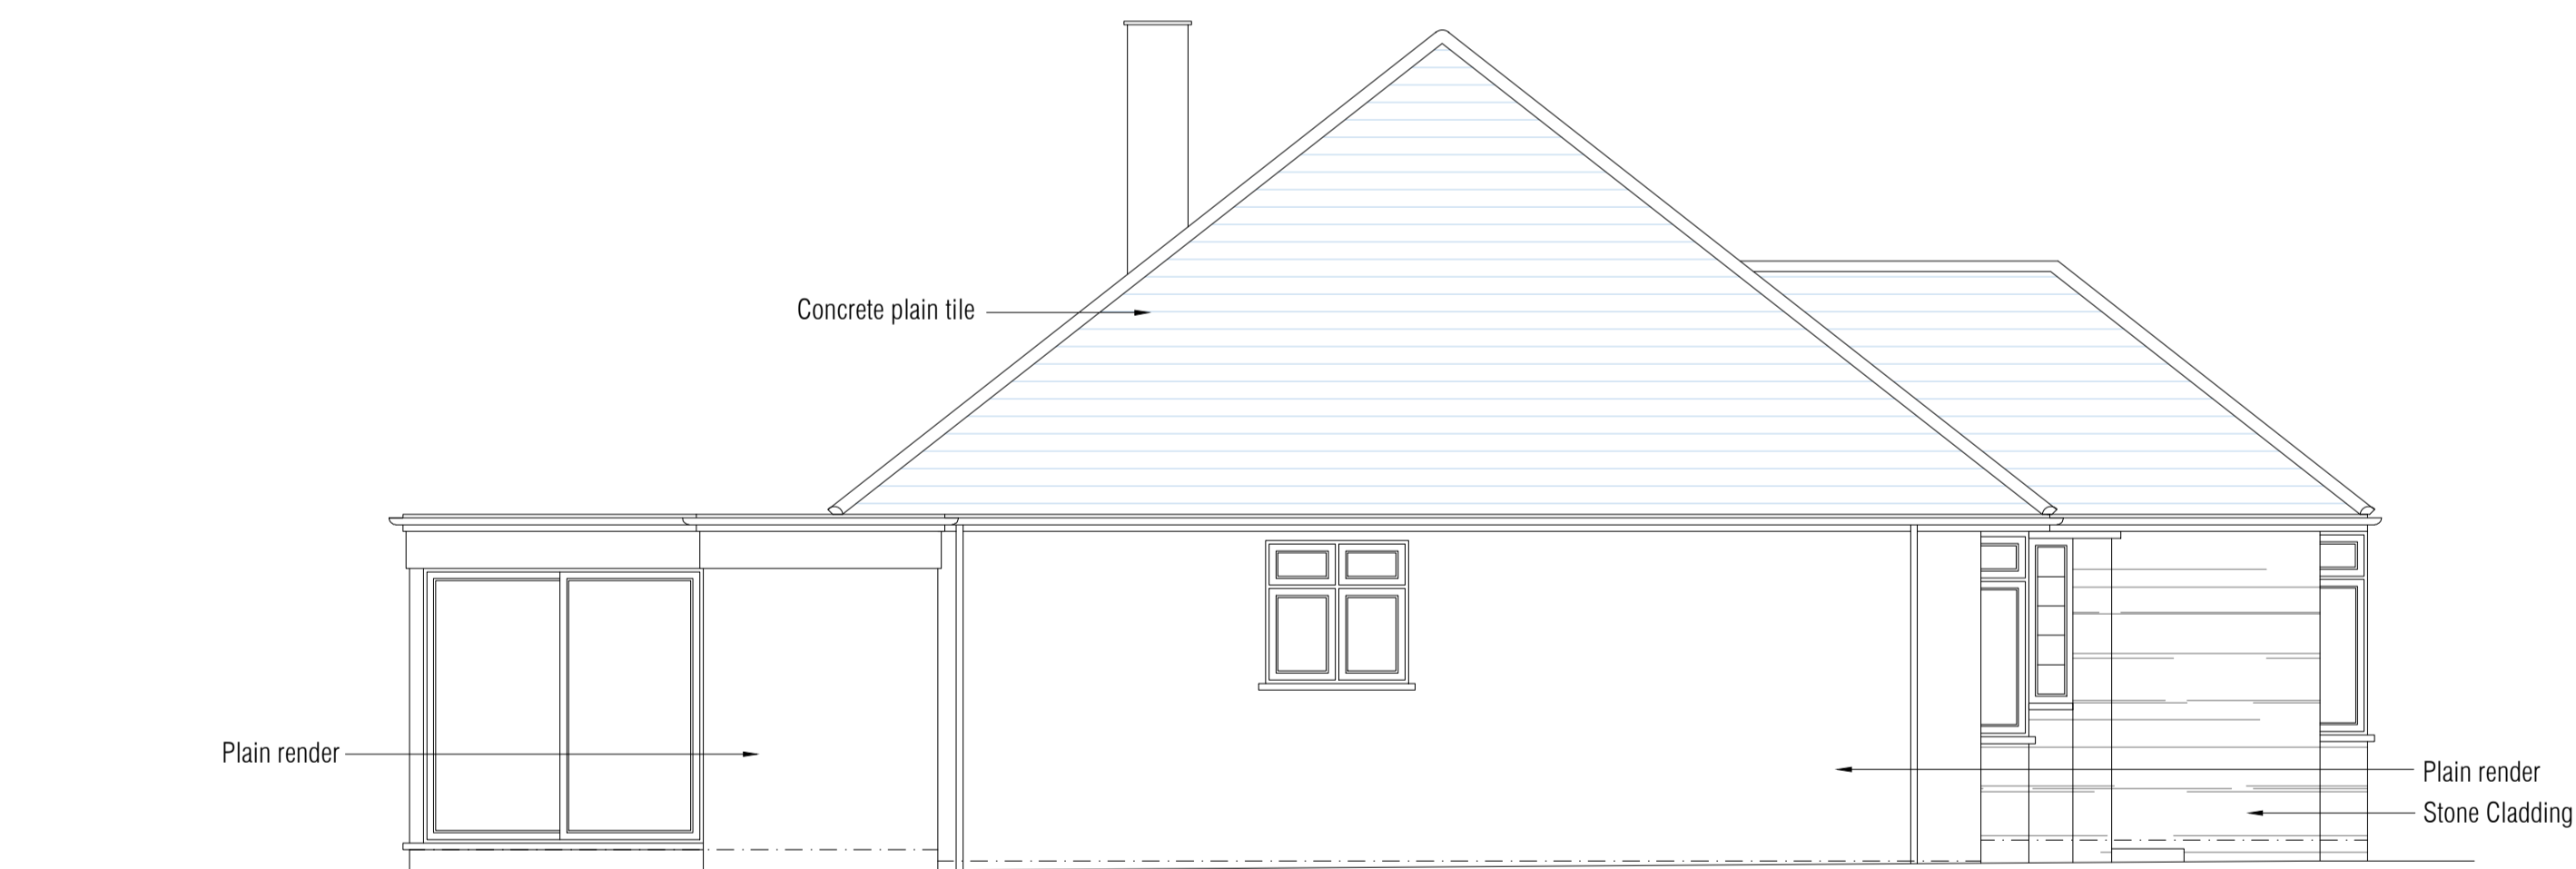 Concrete plain tile
Plain render
Plain render
Stone Cladding